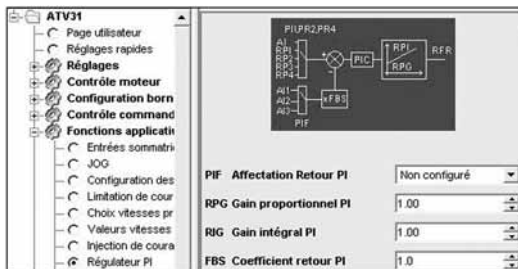 ATV31
Page utilisateur
Réglages rapides
Réglages
Contrôle moteur
Configuration born
Contrôle command
Fonctions applicati
Entrées sommatri
JOG
Configuration des
Limitation de cour
Choix vitesses pr
Valeurs vitesses
Injection de coura
Régulateur PI
PII,PR2,PR4
AI
RP1
RP2
RP3
RP4
PIC
RPI
RPG
RFR
AI1
AI2
AI3
xFBS
PIF
PIF Affectation Retour PI Non configuré
RPG Gain proportionnel PI 1.00
RIG Gain intégral PI 1.00
FBS Coefficient retour PI 1.0